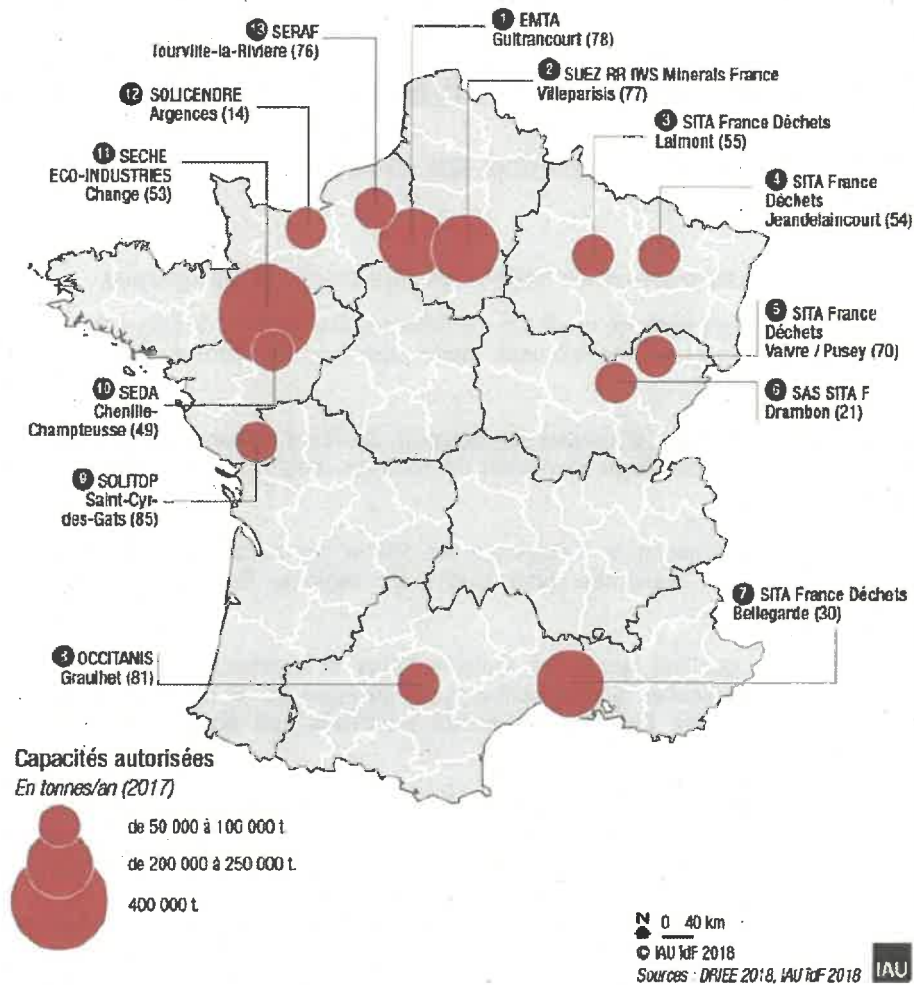 13 SERAF
Tourville-la-Riviere (76)
1 EMTA
Guitrancourt (78)
2 SUEZ RR IWS Minerals France
Villeparisis (77)
12 SOLICENDRE
Argences (14)
3 SITA France Déchets
Laimont (55)
11 SECHE
ECO-INDUSTRIES
Change (53)
4 SITA France
Déchets
Jeandelaincourt (54)
5 SITA France
Déchets
Vaivre / Pusey (70)
10 SEDA
Chenille-
Champteusse (49)
6 SAS SITA F
Drambon (21)
9 SOLITOP
Saint-Cyr-
des-Gats (85)
7 SITA France Déchets
Bellegarde (30)
8 OCCITANIS
Graulhet (81)
Capacités autorisées
En tonnes/an (2017)
de 50 000 à 100 000 t.
de 200 000 à 250 000 t.
400 000 t.
N 0 40 km
© IAU îdF 2018
Sources : DRIEE 2018, IAU îdF 2018
IAU